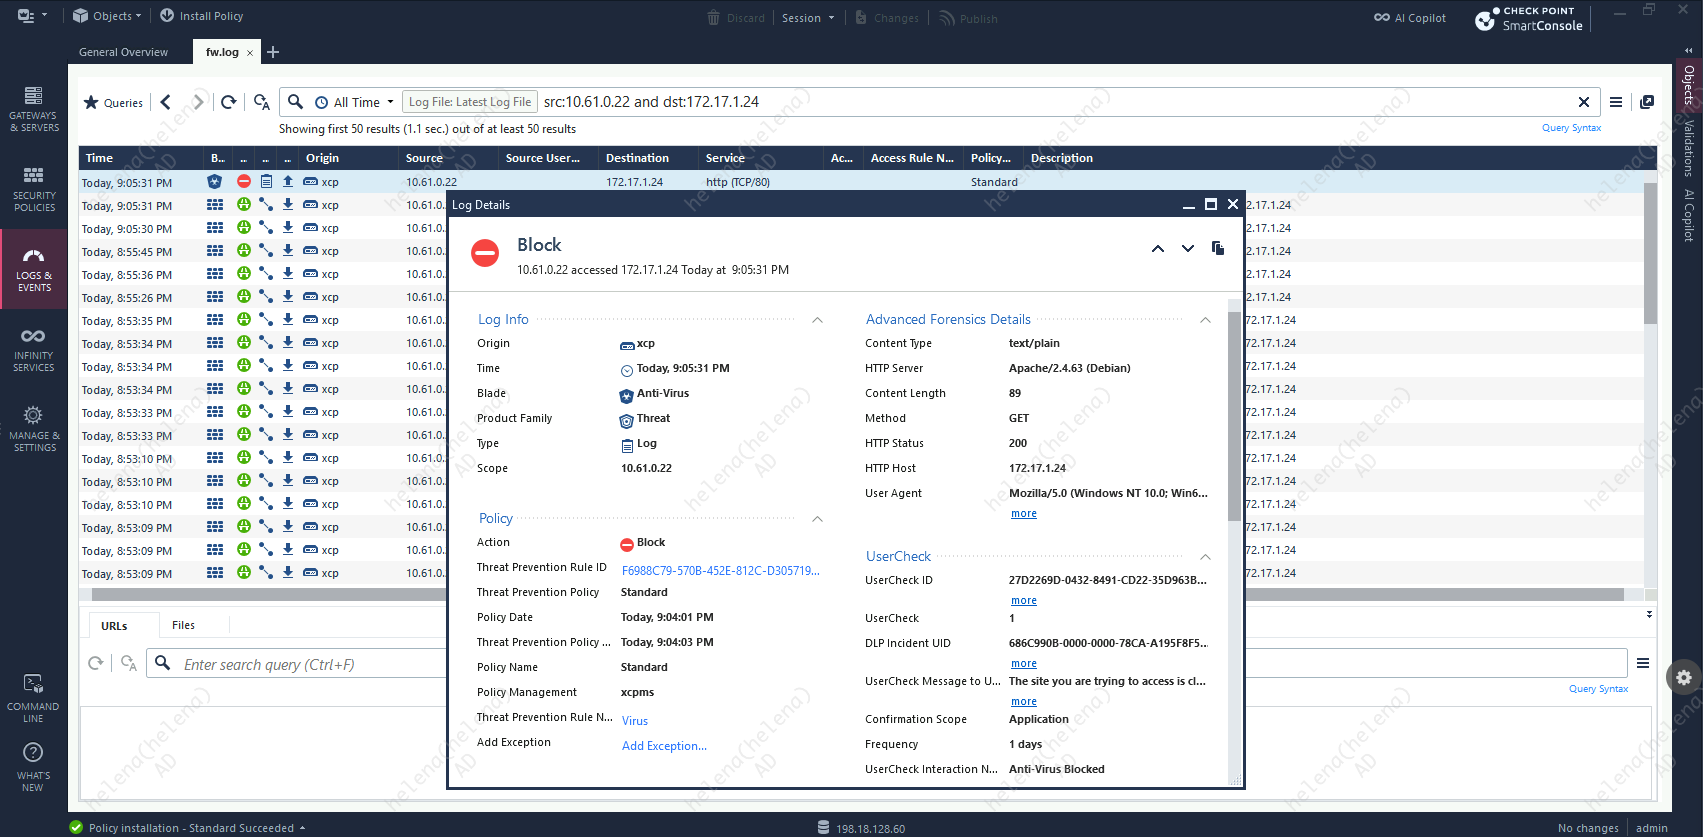 Objects
Install Policy
Discard
Session
Changes
Publish
AI Copilot
CHECK POINT
SmartConsole
General Overview
fw.log
Queries
All Time
Log File: Latest Log File
src:10.61.0.22 and dst:172.17.1.24
Showing first 50 results (1.1 sec.) out of at least 50 results
Query Syntax
Time B.. .. .. .. Origin Source Source User... Destination Service Ac... Access Rule N... Policy... Description
Today, 9:05:31 PM xcp 10.61.0.22 172.17.1.24 http (TCP/80) Standard
Today, 9:05:31 PM xcp 10.61.0. 2.17.1.24
Today, 9:05:30 PM xcp 10.61.0. 2.17.1.24
Today, 8:55:45 PM xcp 10.61.0. 2.17.1.24
Today, 8:55:36 PM xcp 10.61.0. 2.17.1.24
Today, 8:55:26 PM xcp 10.61.0. 2.17.1.24
Today, 8:53:35 PM xcp 10.61.0. 72.17.1.24
Today, 8:53:34 PM xcp 10.61.0. 72.17.1.24
Today, 8:53:34 PM xcp 10.61.0. 72.17.1.24
Today, 8:53:34 PM xcp 10.61.0. 72.17.1.24
Today, 8:53:33 PM xcp 10.61.0. 72.17.1.24
Today, 8:53:33 PM xcp 10.61.0. 72.17.1.24
Today, 8:53:10 PM xcp 10.61.0. 72.17.1.24
Today, 8:53:10 PM xcp 10.61.0. 72.17.1.24
Today, 8:53:10 PM xcp 10.61.0. 72.17.1.24
Today, 8:53:09 PM xcp 10.61.0. 72.17.1.24
Today, 8:53:09 PM xcp 10.61.0. 72.17.1.24
Today, 8:53:09 PM xcp 10.61.0. 72.17.1.24
Log Details
Block
10.61.0.22 accessed 172.17.1.24 Today at 9:05:31 PM
Log Info
Origin xcp
Time Today, 9:05:31 PM
Blade Anti-Virus
Product Family Threat
Type Log
Scope 10.61.0.22
Policy
Action Block
Threat Prevention Rule ID F6988C79-570B-452E-812C-D305719...
Threat Prevention Policy Standard
Policy Date Today, 9:04:01 PM
Threat Prevention Policy ... Today, 9:04:03 PM
Policy Name Standard
Policy Management xcpms
Threat Prevention Rule N... Virus
Add Exception Add Exception...
Advanced Forensics Details
Content Type text/plain
HTTP Server Apache/2.4.63 (Debian)
Content Length 89
Method GET
HTTP Status 200
HTTP Host 172.17.1.24
User Agent Mozilla/5.0 (Windows NT 10.0; Win6...
more
UserCheck
UserCheck ID 27D2269D-0432-8491-CD22-35D963B...
more
UserCheck 1
DLP Incident UID 686C990B-0000-0000-78CA-A195F8F5...
more
UserCheck Message to U... The site you are trying to access is cl...
more
Confirmation Scope Application
Frequency 1 days
UserCheck Interaction N... Anti-Virus Blocked
URLs
Files
Enter search query (Ctrl+F)
Query Syntax
GATEWAYS
& SERVERS
SECURITY
POLICIES
LOGS &
EVENTS
INFINITY
SERVICES
MANAGE &
SETTINGS
COMMAND
LINE
WHAT'S
NEW
Objects
Validations
AI Copilot
Policy installation - Standard Succeeded
198.18.128.60
No changes
admin
helena(helena)
AD